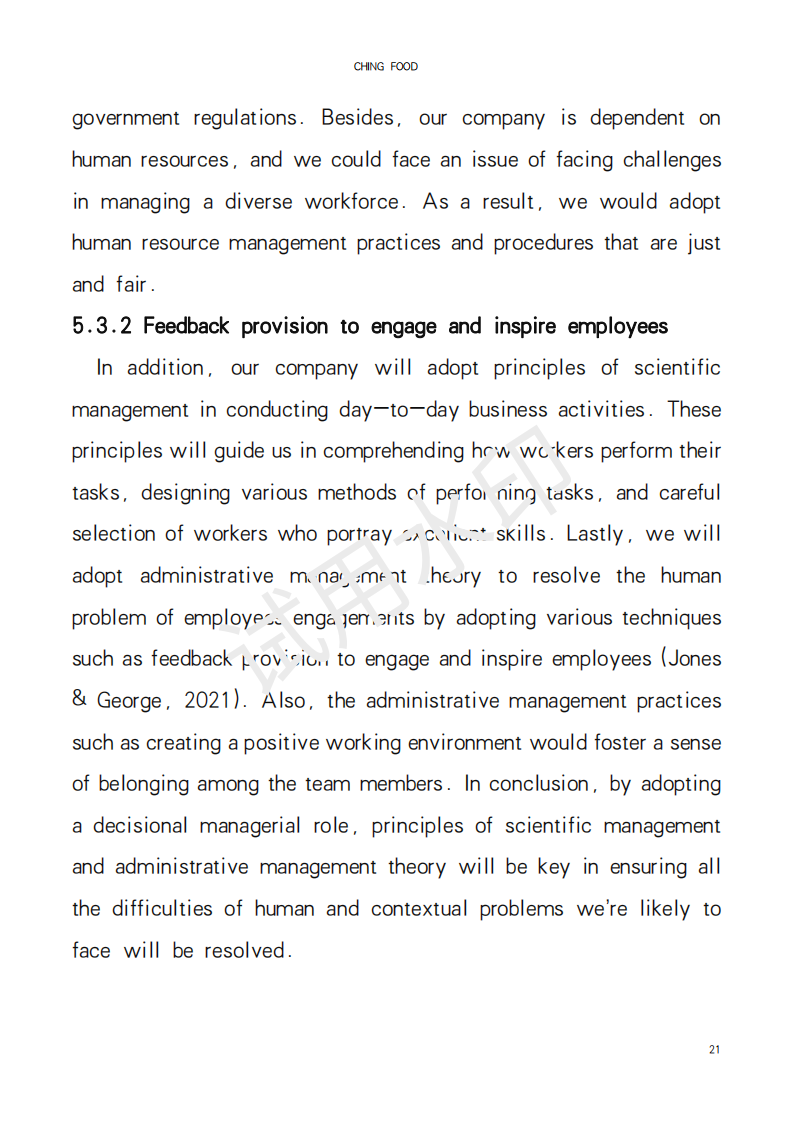 CHING FOOD
government regulations. Besides, our company is dependent on
human resources, and we could face an issue of facing challenges
in managing a diverse workforce. As a result, we would adopt
human resource management practices and procedures that are just
and fair.
5.3.2 Feedback provision to engage and inspire employees
In addition, our company will adopt principles of scientific
management in conducting day—to—day business activities. These
principles will guide us in comprehending how workers perform their
tasks, designing various methods of performing tasks, and careful
selection of workers who portray excellent skills. Lastly, we will
adopt administrative management theory to resolve the human
problem of employees engagements by adopting various techniques
such as feedback provision to engage and inspire employees (Jones
& George, 2021). Also, the administrative management practices
such as creating a positive working environment would foster a sense
of belonging among the team members. In conclusion, by adopting
a decisional managerial role, principles of scientific management
and administrative management theory will be key in ensuring all
the difficulties of human and contextual problems we're likely to
face will be resolved.
试用水印
21